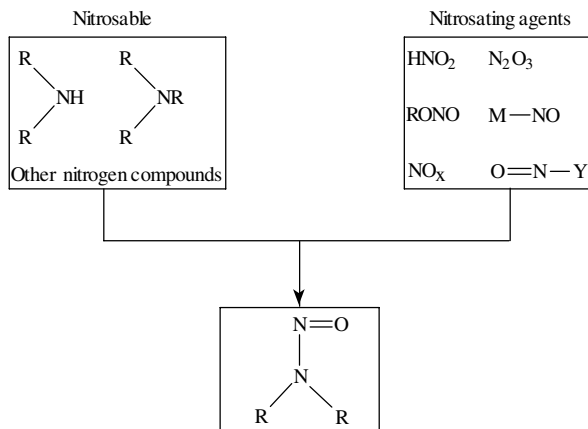 Nitrosable
Nitrosating agents
R
NH
R
R
NR
R
Other nitrogen compounds
HNO2 N2O3
RONO M—NO
NOx O=N—Y
N=O
N
R R